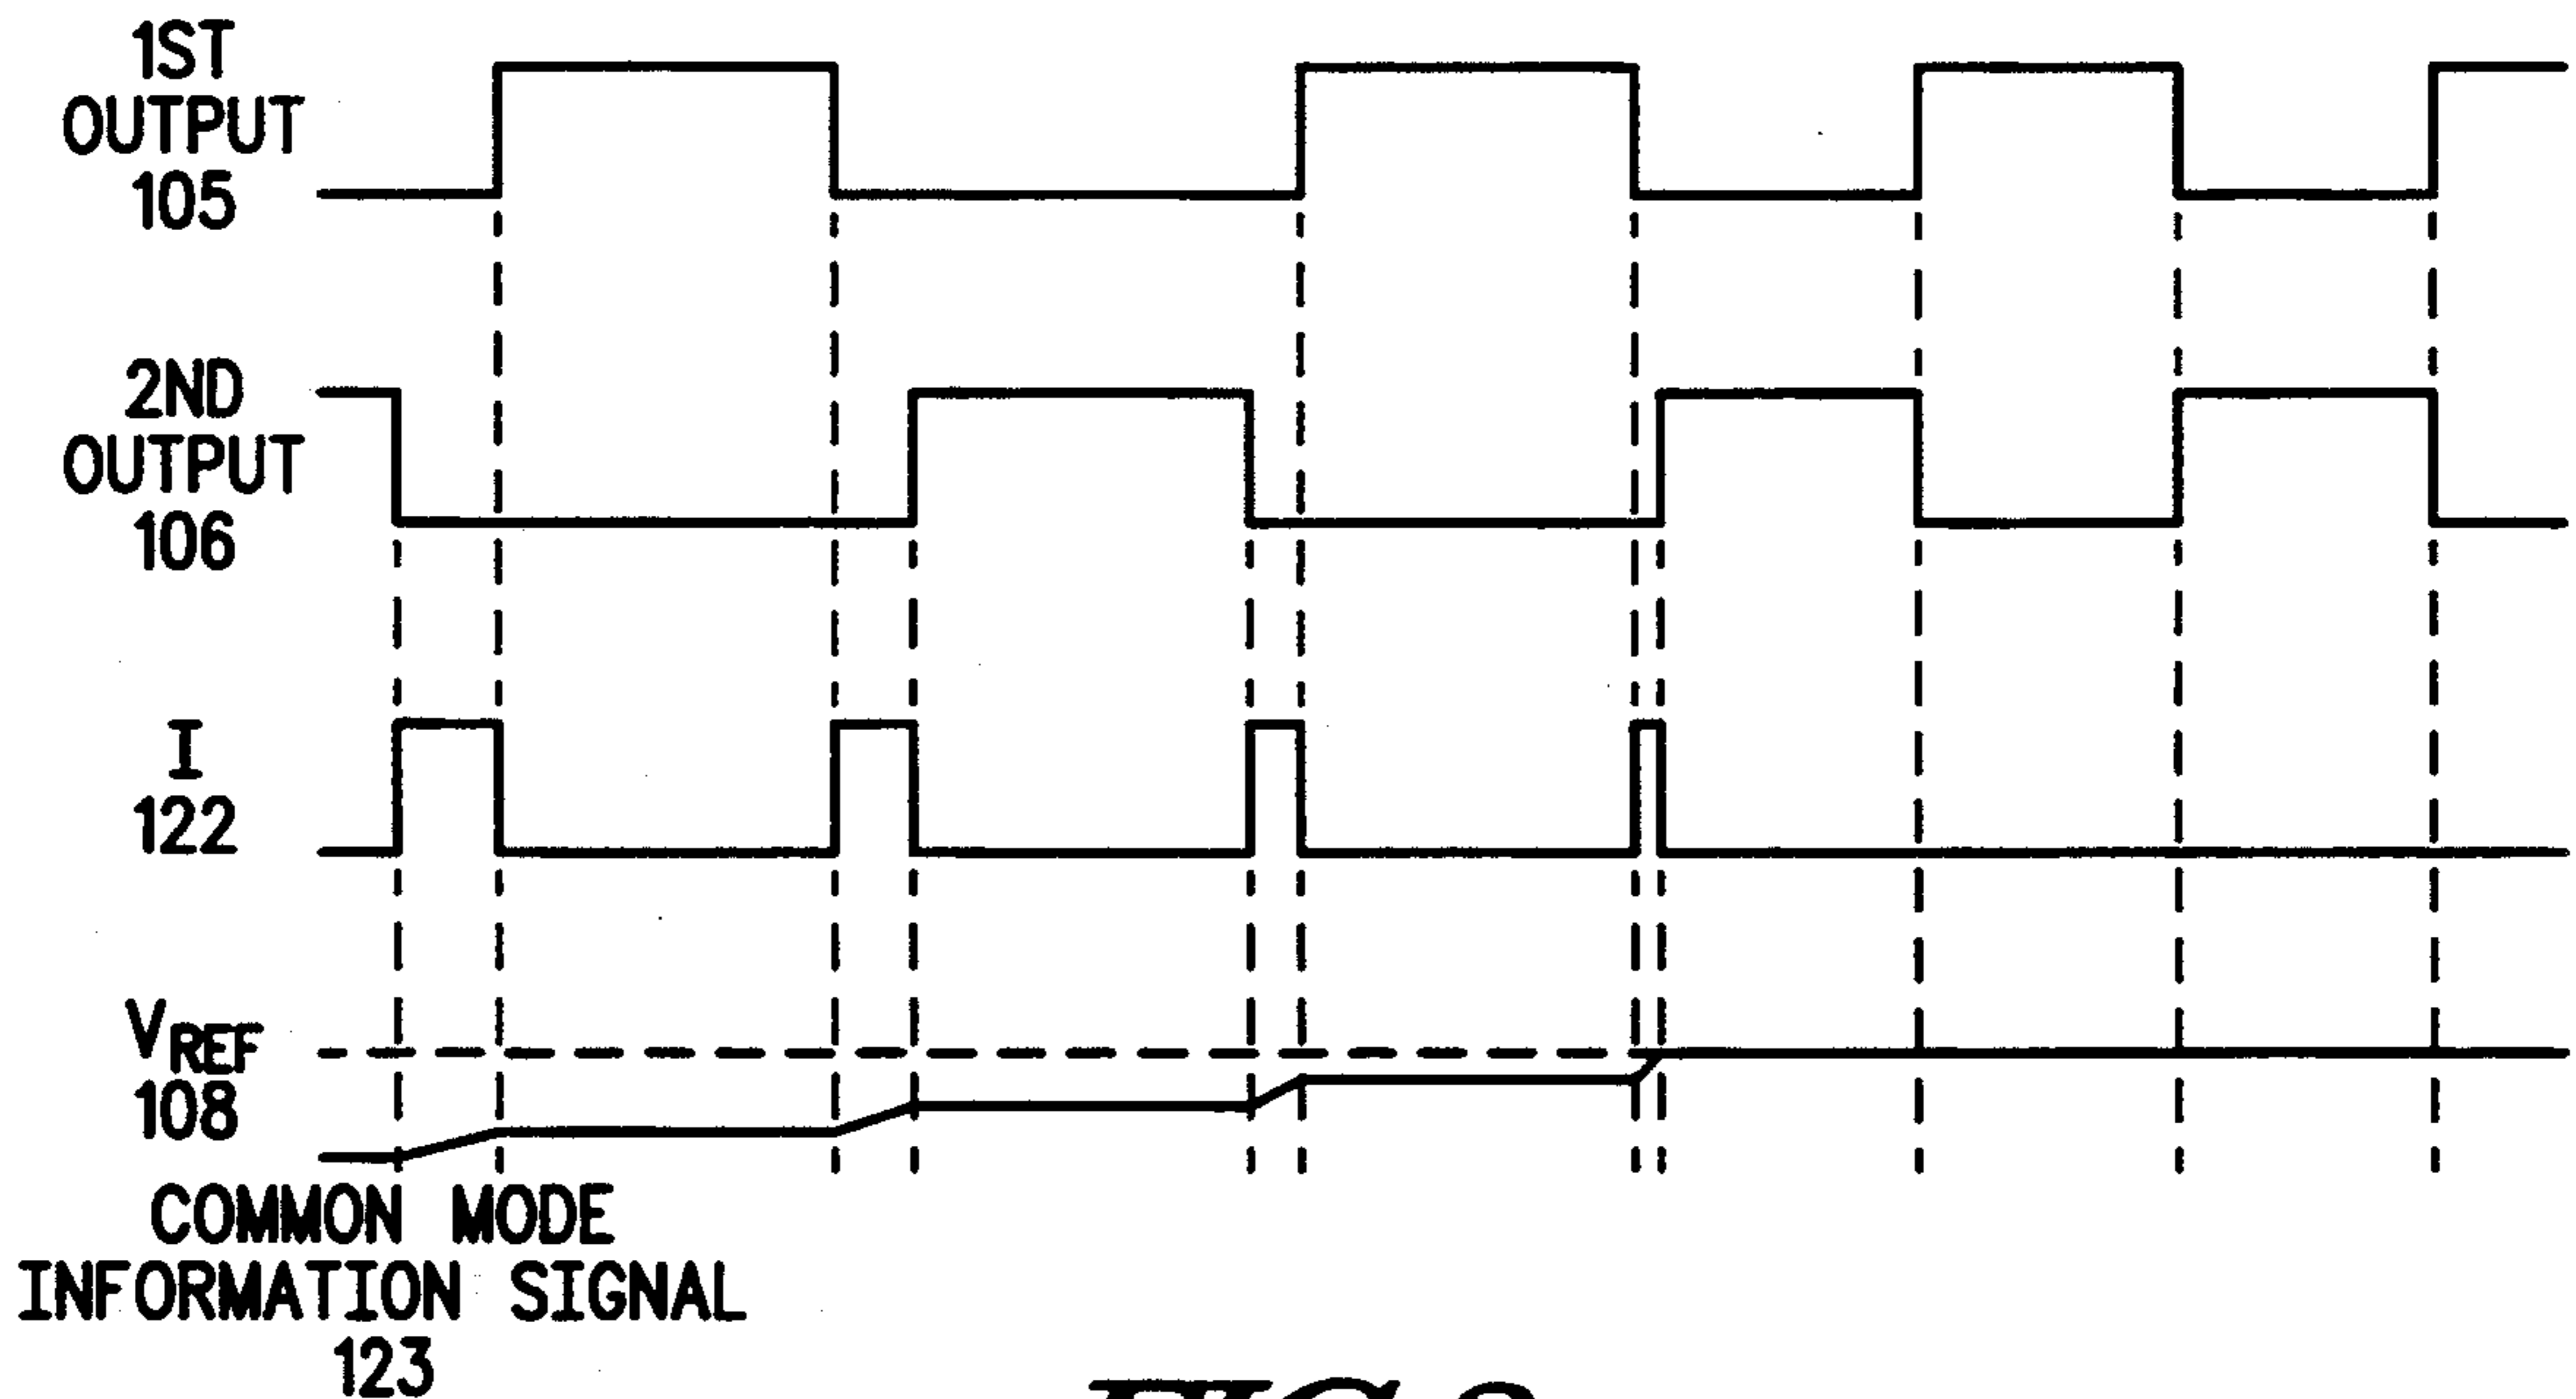 1ST
OUTPUT
105
2ND
OUTPUT
106
I
122
VREF
108
COMMON MODE
INFORMATION SIGNAL
123